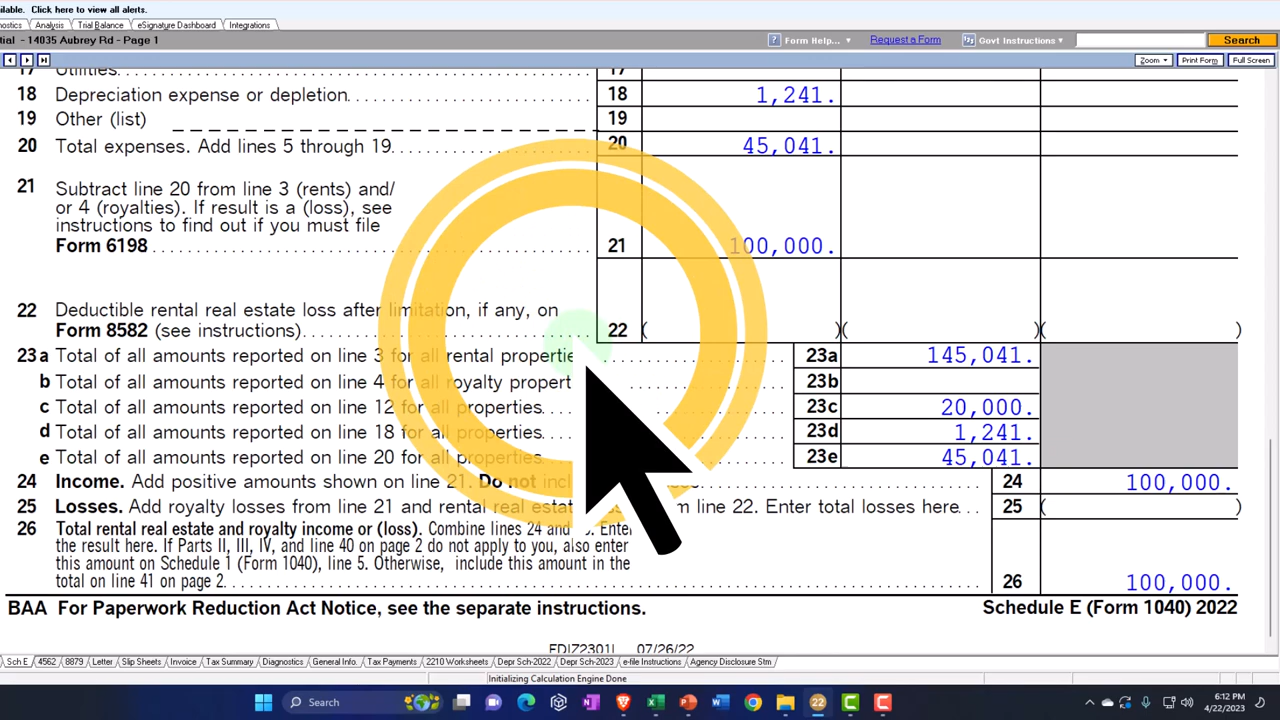 ilable. Click here to view all alerts.
nostics Analysis Trial Balance eSignature Dashboard Integrations
tial - 14035 Aubrey Rd - Page 1 ? Form Help... Request a Form Govt Instructions Search
Zoom Print Form Full Screen
17 Utilities 17
18 Depreciation expense or depletion 18 1,241.
19 Other (list) 19
20 Total expenses. Add lines 5 through 19 20 45,041.
21 Subtract line 20 from line 3 (rents) and/
or 4 (royalties). If result is a (loss), see
instructions to find out if you must file
Form 6198 21 100,000.
22 Deductible rental real estate loss after limitation, if any, on
Form 8582 (see instructions) 22 ( )( )( )
23a Total of all amounts reported on line 3 for all rental propertie 23a 145,041.
b Total of all amounts reported on line 4 for all royalty propert 23b
c Total of all amounts reported on line 12 for all properties 23c 20,000.
d Total of all amounts reported on line 18 for all properties 23d 1,241.
e Total of all amounts reported on line 20 for all properties 23e 45,041.
24 Income. Add positive amounts shown on line 21. Do not incl 24 100,000.
25 Losses. Add royalty losses from line 21 and rental real estate m line 22. Enter total losses here 25 ( )
26 Total rental real estate and royalty income or (loss). Combine lines 24 and Enter
the result here. If Parts II, III, IV, and line 40 on page 2 do not apply to you, also enter
this amount on Schedule 1 (Form 1040), line 5. Otherwise, include this amount in the
total on line 41 on page 2 26 100,000.
BAA For Paperwork Reduction Act Notice, see the separate instructions. Schedule E (Form 1040) 2022
FDIZ2301L 07/26/22
Sch E 4562 8879 Letter Slip Sheets Invoice Tax Summary Diagnostics General Info. Tax Payments 2210 Worksheets Depr Sch-2022 Depr Sch-2023 e-file Instructions Agency Disclosure Stm
Initializing Calculation Engine Done
Search 22 6:12 PM
4/22/2023